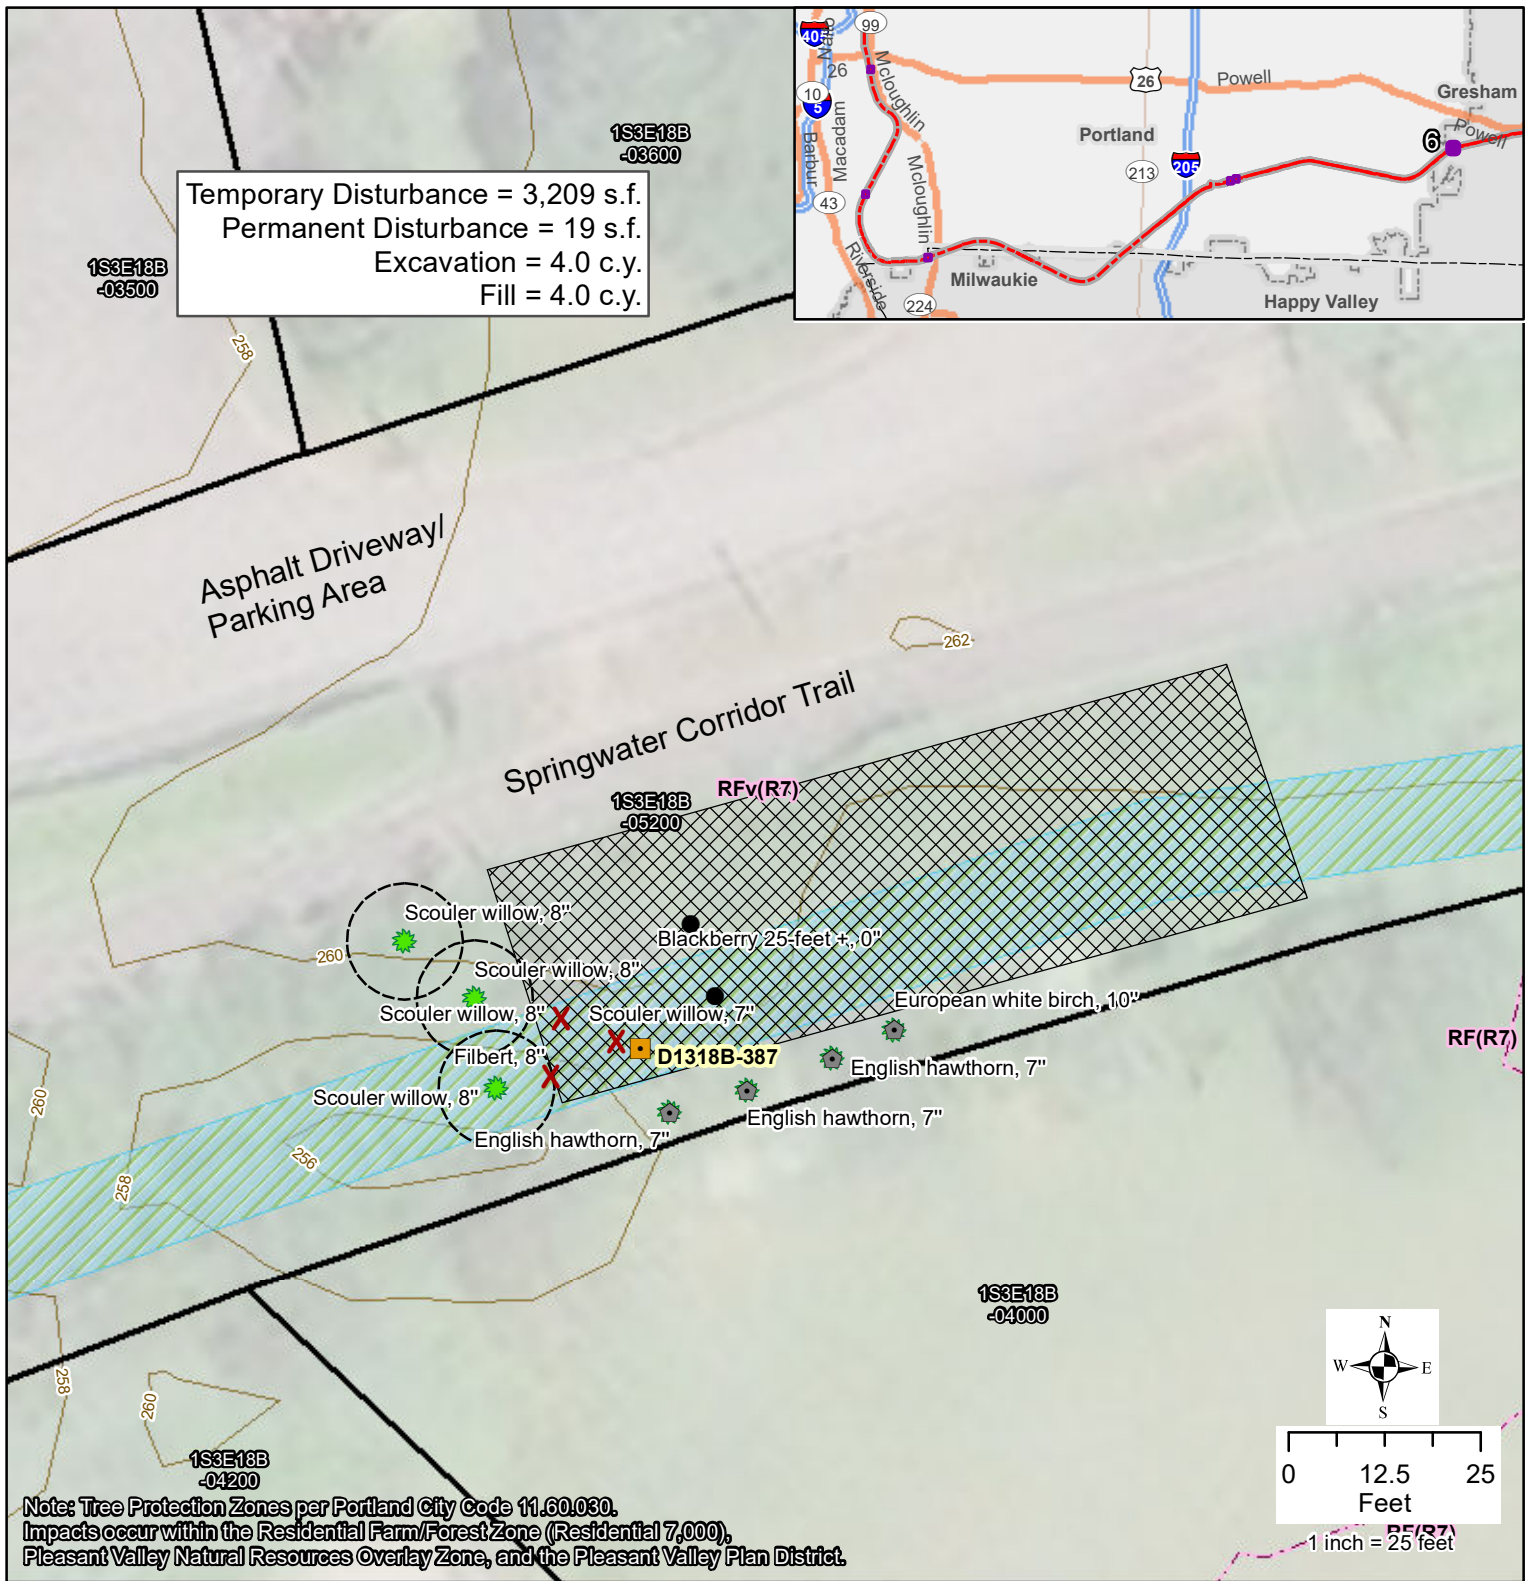 405
Naito
99
26
Mcloughlin
10
5
Macadam
Barbur
43
Mcloughlin
Riverside
224
Milwaukie
Portland
26
Powell
213
205
Gresham
6
Powell
Happy Valley
1S3E18B
-03600
Temporary Disturbance = 3,209 s.f.
Permanent Disturbance = 19 s.f.
Excavation = 4.0 c.y.
Fill = 4.0 c.y.
1S3E18B
-03500
258
Asphalt Driveway/
Parking Area
262
Springwater Corridor Trail
RFv(R7)
1S3E18B
-05200
Scouler willow, 8"
Blackberry 25-feet +, 0"
260
Scouler willow, 8"
Scouler willow, 8"
Scouler willow, 7"
European white birch, 10"
Filbert, 8"
D1318B-387
English hawthorn, 7"
Scouler willow, 8"
English hawthorn, 7"
English hawthorn, 7"
RF(R7)
260
256
258
1S3E18B
-04000
258
260
1S3E18B
-04200
N
W E
S
0 12.5 25
Feet
RF(R7)
1 inch = 25 feet
Note: Tree Protection Zones per Portland City Code 11.60.030.
Impacts occur within the Residential Farm/Forest Zone (Residential 7,000),
Pleasant Valley Natural Resources Overlay Zone, and the Pleasant Valley Plan District.